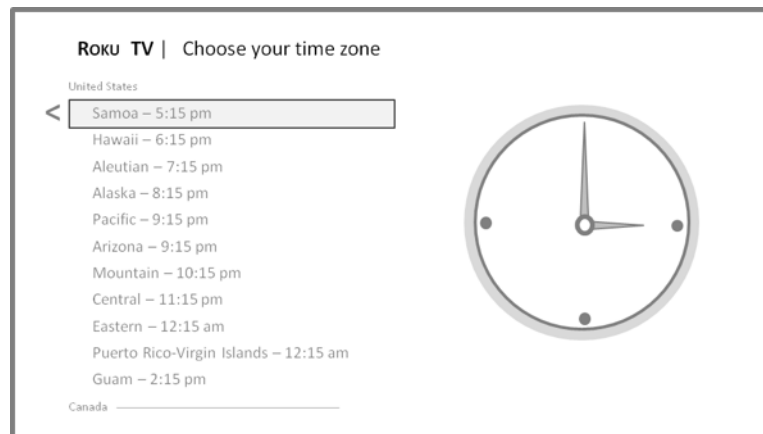 ROKU TV | Choose your time zone
United States
<
Samoa – 5:15 pm
Hawaii – 6:15 pm
Aleutian – 7:15 pm
Alaska – 8:15 pm
Pacific – 9:15 pm
Arizona – 9:15 pm
Mountain – 10:15 pm
Central – 11:15 pm
Eastern – 12:15 am
Puerto Rico-Virgin Islands – 12:15 am
Guam – 2:15 pm
Canada